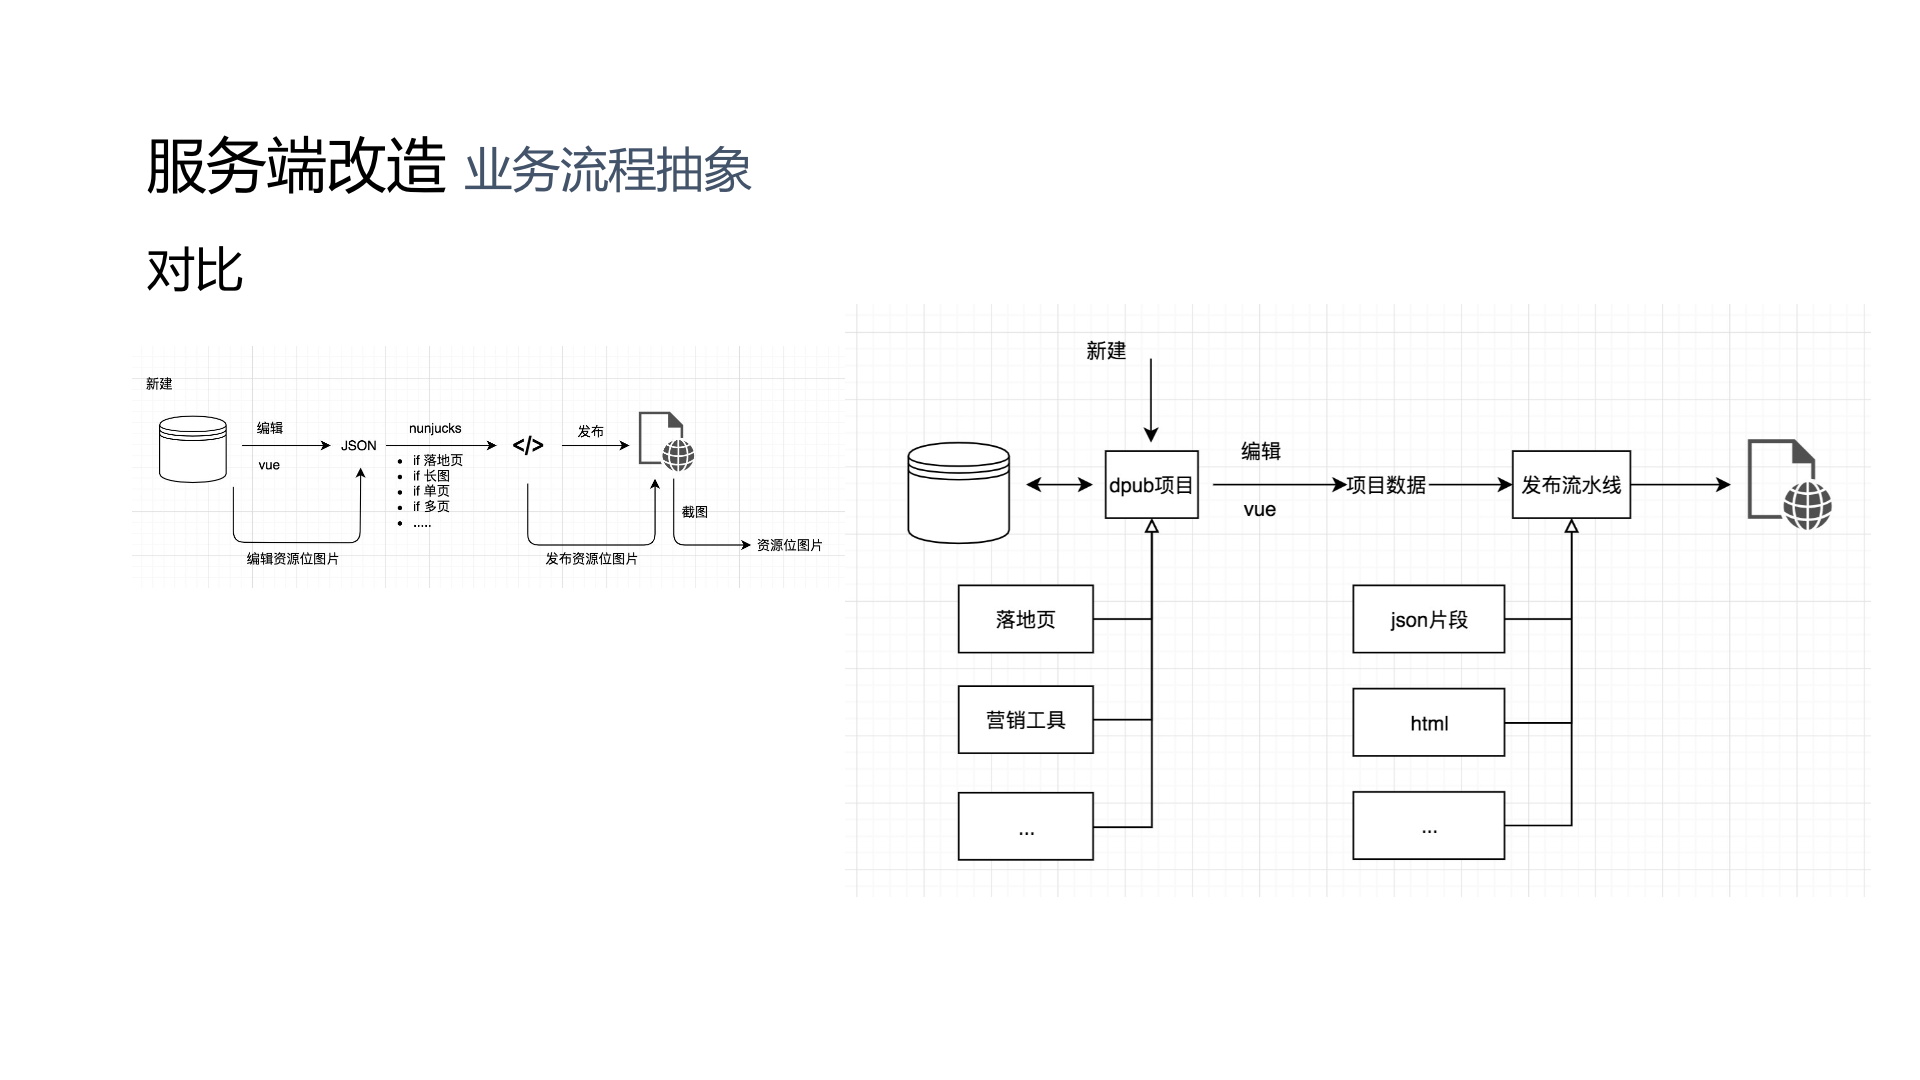 服务端改造 业务流程抽象
对比
新建
编辑
vue
JSON
nunjucks
if 落地页
if 长图
if 单页
if 多页
.....
</>
发布
截图
编辑资源位图片
发布资源位图片
资源位图片
新建
dpub项目
编辑
vue
项目数据
发布流水线
落地页
营销工具
...
json片段
html
...